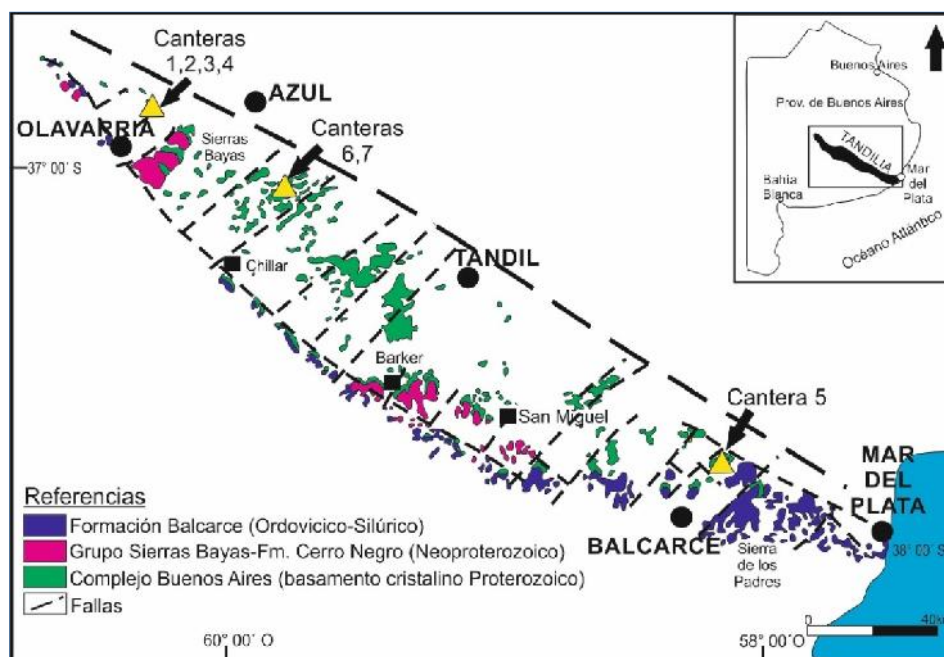 Canteras
1,2,3,4
AZUL
OLAVARRIA
Sierras
Bayas
Canteras
6,7
37° 00´ S
Chillar
TANDIL
Barker
San Miguel
Cantera 5
MAR
DEL
PLATA
BALCARCE
Sierra
de los
Padres
38° 00´ S
Buenos Aires
Prov. de Buenos Aires
TANDILIA
Mar
del
Plata
Bahía
Blanca
Océano Atlántico
Referencias
Formación Balcarce (Ordovicico-Silúrico)
Grupo Sierras Bayas-Fm. Cerro Negro (Neoproterozoico)
Complejo Buenos Aires (basamento cristalino Proterozoico)
Fallas
0
60° 00´ O
58° 00´ O